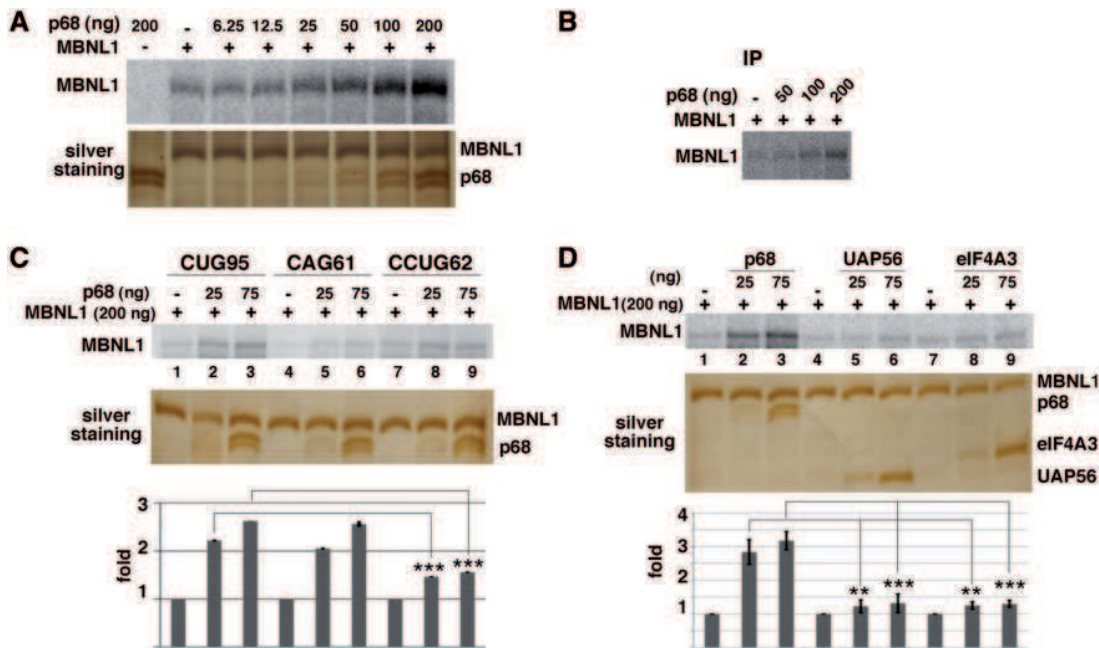 A
p68 (ng) 200 - 6.25 12.5 25 50 100 200
MBNL1 - + + + + + + +
MBNL1
silver staining
MBNL1
p68
B
IP
p68 (ng) - 50 100 200
MBNL1 + + + +
MBNL1
C
CUG95 CAG61 CCUG62
p68 (ng) - 25 75 - 25 75 - 25 75
MBNL1 (200 ng) + + + + + + + + +
MBNL1
1 2 3 4 5 6 7 8 9
silver staining
MBNL1
p68
3
2
1
fold
*** ***
D
p68 UAP56 eIF4A3
(ng) - 25 75 - 25 75 - 25 75
MBNL1(200 ng) + + + + + + + + +
MBNL1
1 2 3 4 5 6 7 8 9
silver staining
MBNL1
p68
eIF4A3
UAP56
4
3
2
1
fold
** *** ** ***